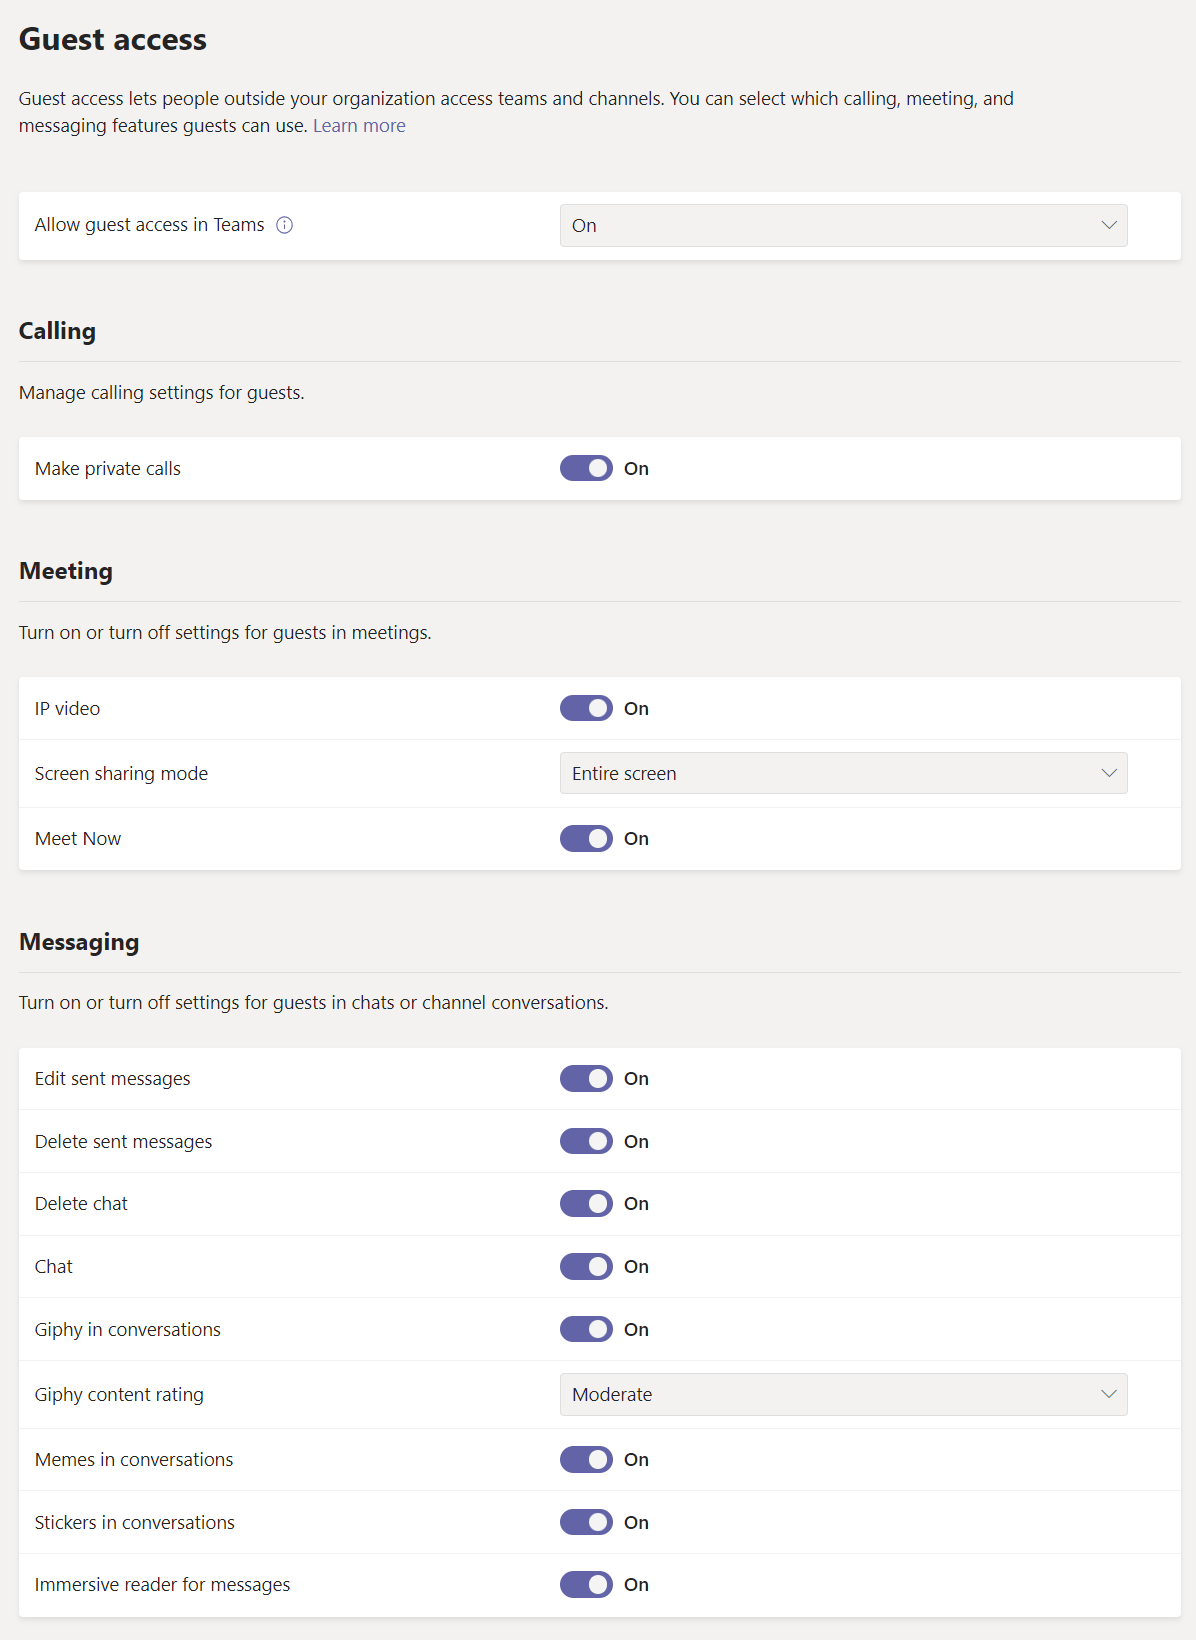 Guest access
Guest access lets people outside your organization access teams and channels. You can select which calling, meeting, and
messaging features guests can use. Learn more
Allow guest access in Teams On
Calling
Manage calling settings for guests.
Make private calls On
Meeting
Turn on or turn off settings for guests in meetings.
IP video On
Screen sharing mode Entire screen
Meet Now On
Messaging
Turn on or turn off settings for guests in chats or channel conversations.
Edit sent messages On
Delete sent messages On
Delete chat On
Chat On
Giphy in conversations On
Giphy content rating Moderate
Memes in conversations On
Stickers in conversations On
Immersive reader for messages On